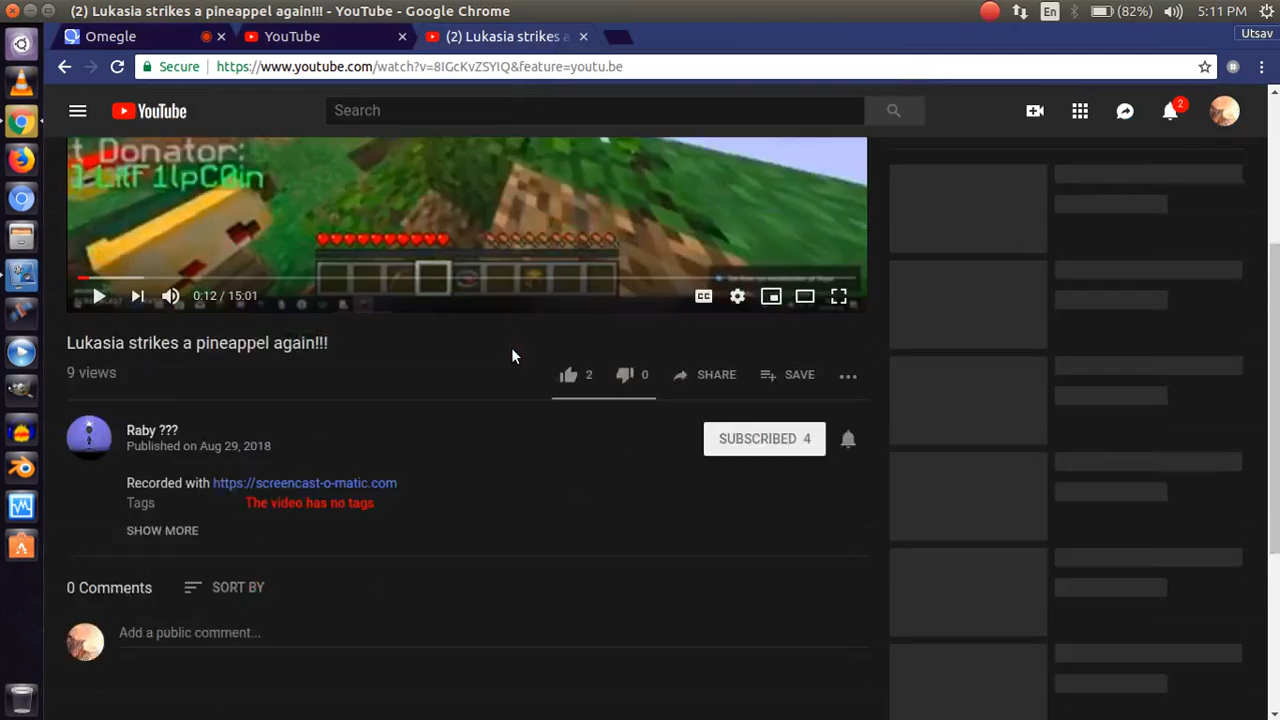 (2) Lukasia strikes a pineappel again!!! - YouTube - Google Chrome
En (82%) 5:11 PM
Omegle
YouTube
(2) Lukasia strikes a
Utsav
Secure https://www.youtube.com/watch?v=8IGcKvZSYIQ&feature=youtu.be
YouTube
Search
2
t Donator:
] LilF1lpC0in
0:12 / 15:01
CC
Lukasia strikes a pineappel again!!!
9 views
2 0 SHARE SAVE
Raby ???
Published on Aug 29, 2018
SUBSCRIBED 4
Recorded with https://screencast-o-matic.com
Tags The video has no tags
SHOW MORE
0 Comments SORT BY
Add a public comment...